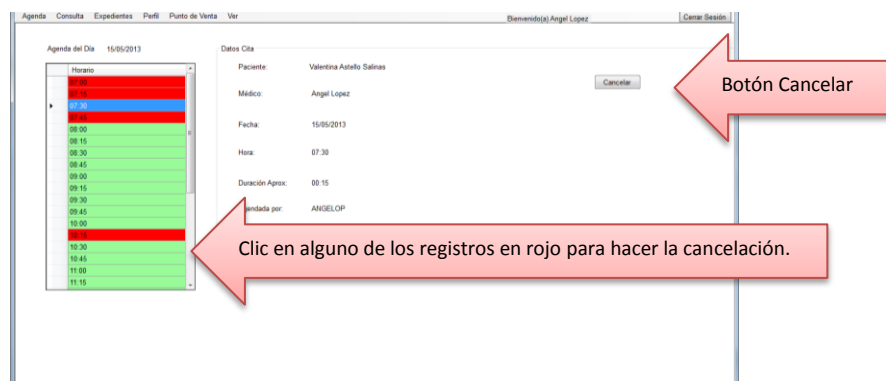 Agenda Consulta Expedientes Perfil Punto de Venta Ver Bienvenido(a) Angel Lopez Cerrar Sesión
Agenda del Día 15/05/2013 Datos Cita
Horario
07:00
07:15
07:30
07:45
08:00
08:15
08:30
08:45
09:00
09:15
09:30
09:45
10:00
10:15
10:30
10:45
11:00
11:15
Paciente: Valentina Astello Salinas
Cancelar
Médico: Angel Lopez
Fecha: 15/05/2013
Hora: 07:30
Duración Aprox: 00:15
por: ANGELOP
Botón Cancelar
Clic en alguno de los registros en rojo para hacer la cancelación.